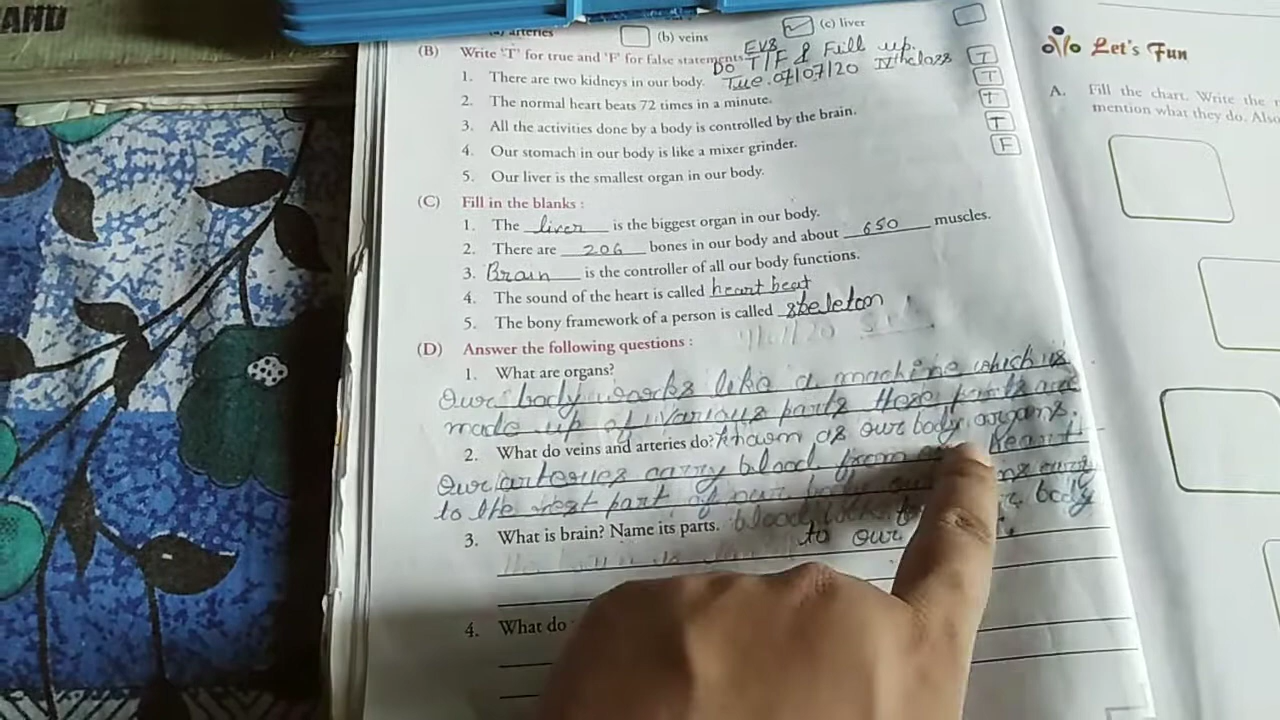 AND
(a) arteries (b) veins (c) liver
(B) Write 'T' for true and 'F' for false statements
EVS
Do T/F & Full up.
Tue. 07/07/20 IVth class
1. There are two kidneys in our body. T
2. The normal heart beats 72 times in a minute. T
3. All the activities done by a body is controlled by the brain. T
4. Our stomach in our body is like a mixer grinder. T
5. Our liver is the smallest organ in our body. F
(C) Fill in the blanks :
1. The liver is the biggest organ in our body.
2. There are 206 bones in our body and about 650 muscles.
3. Brain is the controller of all our body functions.
4. The sound of the heart is called heart beat
5. The bony framework of a person is called skeleton
(D) Answer the following questions :
1. What are organs?
Our body works like a machine which is
made up of various parts these parts are
known as our body organs.
2. What do veins and arteries do?
Our arteries carry blood from heart
to the rest part of our body
blood body
to our
3. What is brain? Name its parts.
4. What do
Let's Fun
A. Fill the chart. Write the
mention what they do. Also